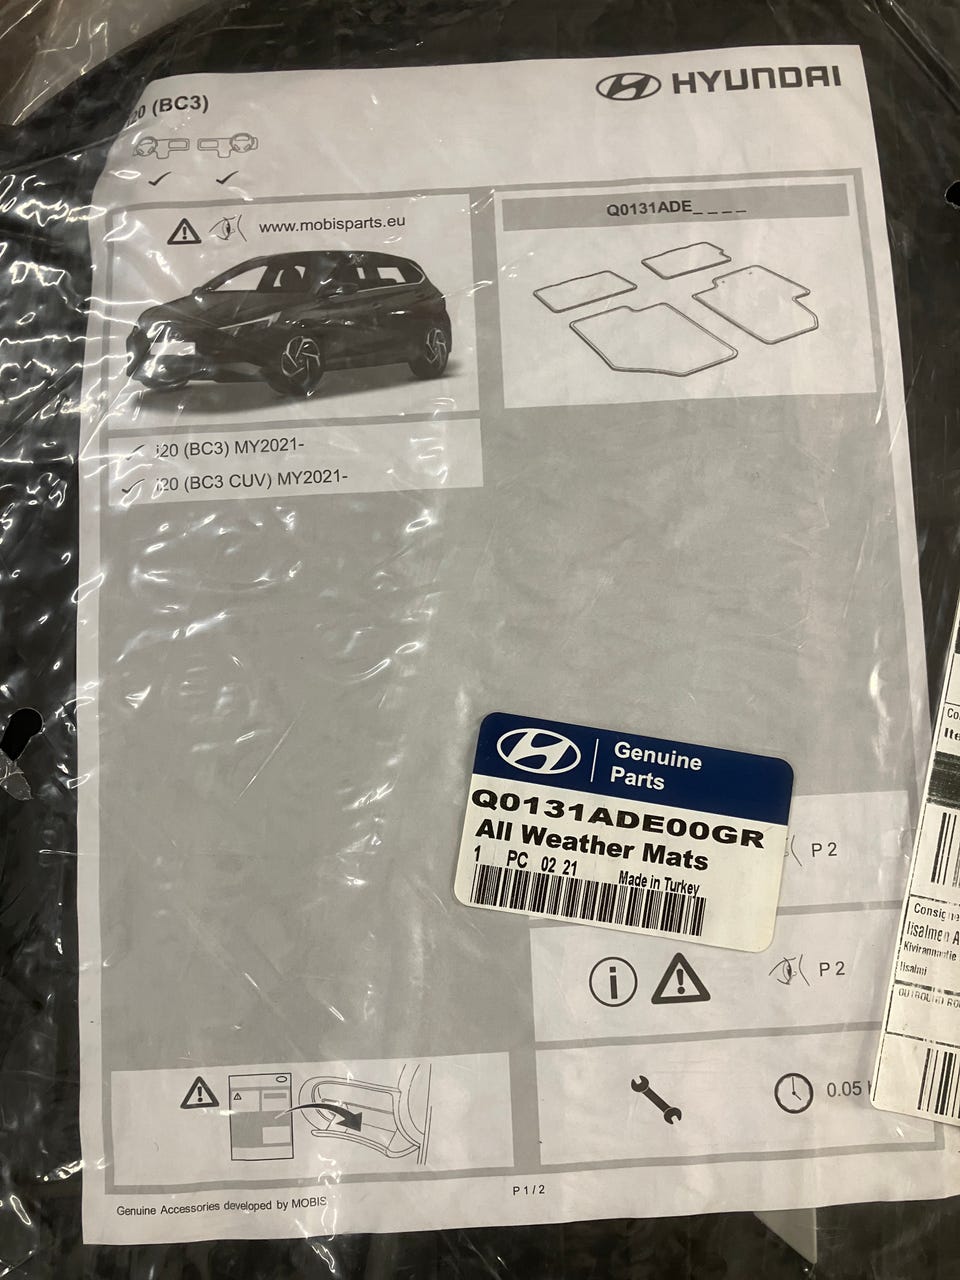 i20 (BC3)
HYUNDAI
www.mobisparts.eu
Q0131ADE_ _ _ _
i20 (BC3) MY2021-
i20 (BC3 CUV) MY2021-
Genuine
Parts
Q0131ADE00GR
All Weather Mats
1 PC 02 21 Made in Turkey
P 2
i
P 2
0.05
P 1 / 2
Genuine Accessories developed by MOBIS
Iisalmen A
Iisalmi